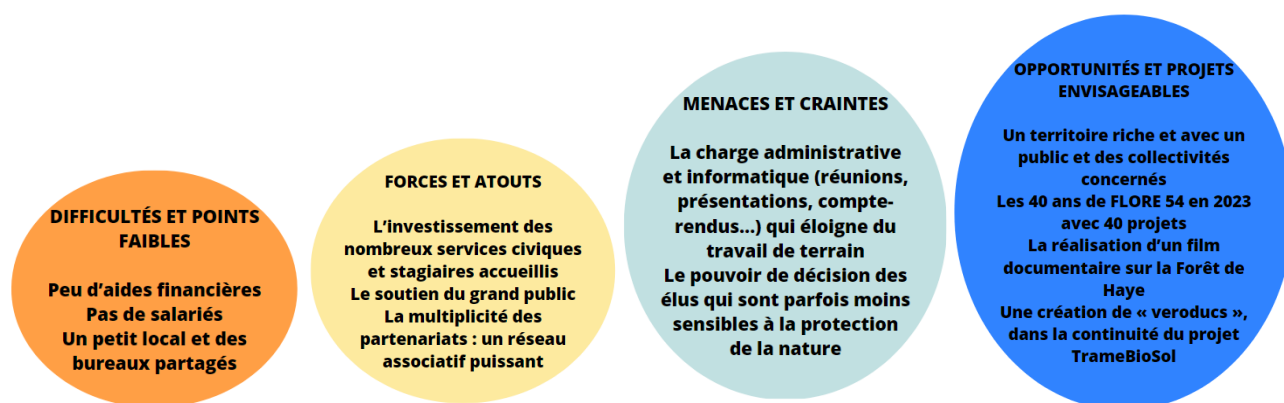 DIFFICULTÉS ET POINTS
FAIBLES
Peu d'aides financières
Pas de salariés
Un petit local et des
bureaux partagés
FORCES ET ATOUTS
L'investissement des
nombreux services civiques
et stagiaires accueillis
Le soutien du grand public
La multiplicité des
partenariats : un réseau
associatif puissant
MENACES ET CRAINTES
La charge administrative
et informatique (réunions,
présentations, compte-
rendus...) qui éloigne du
travail de terrain
Le pouvoir de décision des
élus qui sont parfois moins
sensibles à la protection
de la nature
OPPORTUNITÉS ET PROJETS
ENVISAGEABLES
Un territoire riche et avec un
public et des collectivités
concernés
Les 40 ans de FLORE 54 en 2023
avec 40 projets
La réalisation d'un film
documentaire sur la Forêt de
Haye
Une création de « veroducs »,
dans la continuité du projet
TrameBioSol